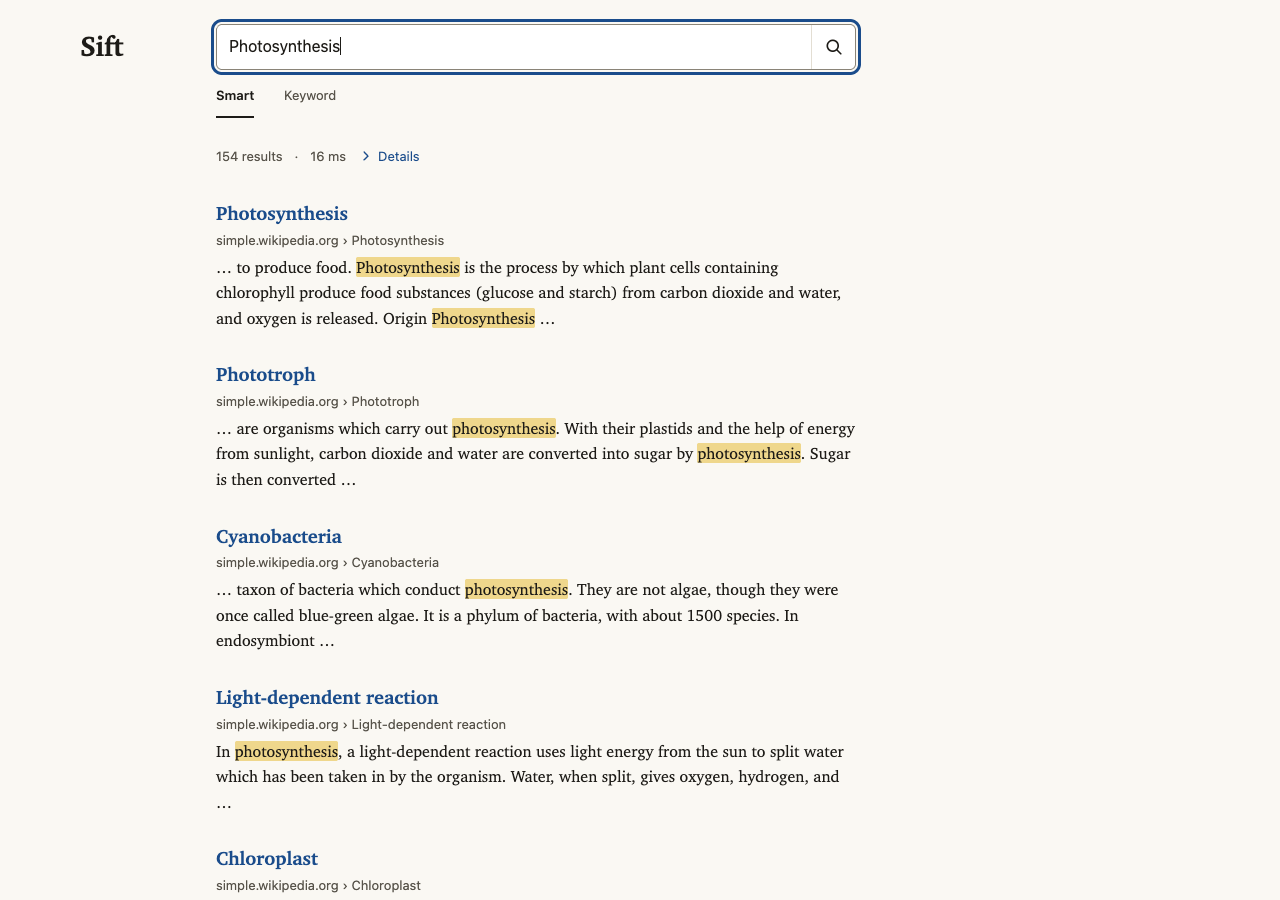 Sift
Photosynthesis
Smart Keyword
154 results · 16 ms Details
Photosynthesis
simple.wikipedia.org › Photosynthesis
… to produce food. Photosynthesis is the process by which plant cells containing
chlorophyll produce food substances (glucose and starch) from carbon dioxide and water,
and oxygen is released. Origin Photosynthesis …
Phototroph
simple.wikipedia.org › Phototroph
… are organisms which carry out photosynthesis. With their plastids and the help of energy
from sunlight, carbon dioxide and water are converted into sugar by photosynthesis. Sugar
is then converted …
Cyanobacteria
simple.wikipedia.org › Cyanobacteria
… taxon of bacteria which conduct photosynthesis. They are not algae, though they were
once called blue-green algae. It is a phylum of bacteria, with about 1500 species. In
endosymbiont …
Light-dependent reaction
simple.wikipedia.org › Light-dependent reaction
In photosynthesis, a light-dependent reaction uses light energy from the sun to split water
which has been taken in by the organism. Water, when split, gives oxygen, hydrogen, and
…
Chloroplast
simple.wikipedia.org › Chloroplast